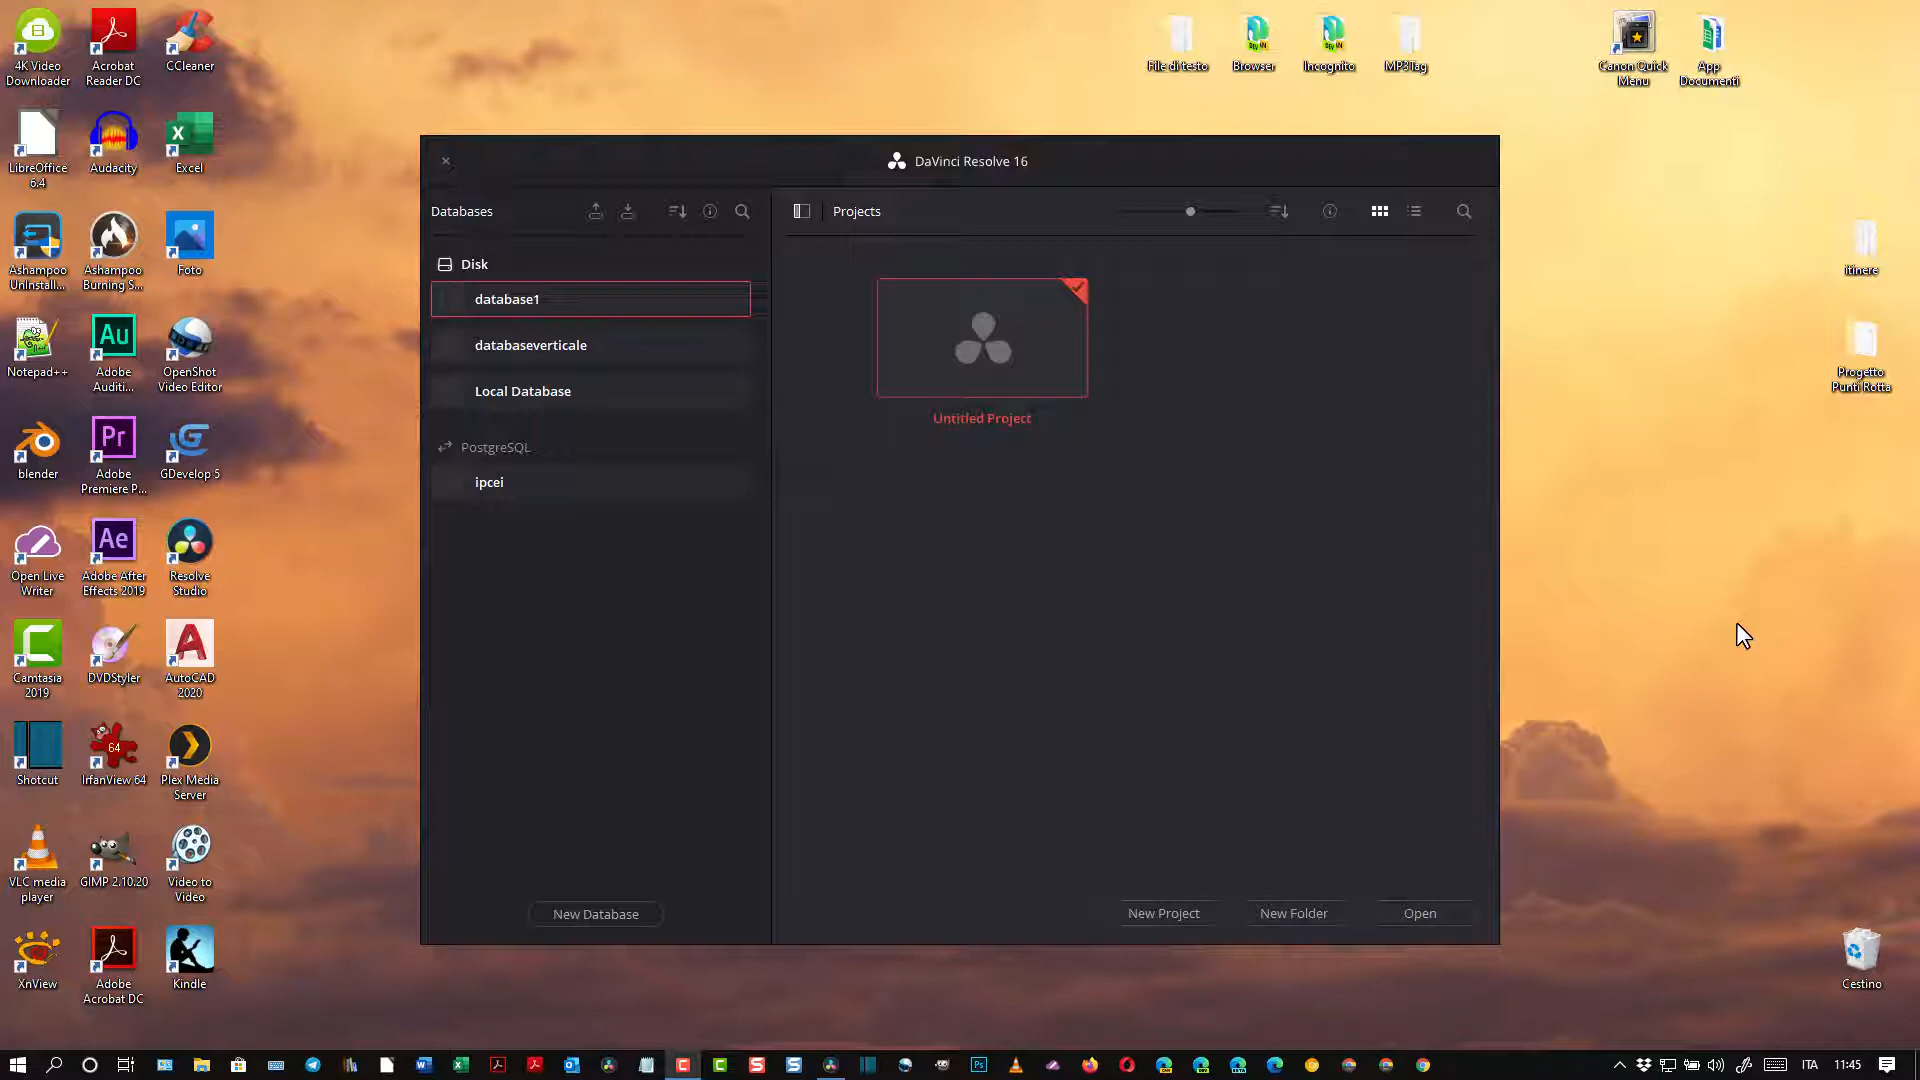 4K Video
Downloader
Acrobat
Reader DC
CCleaner
File di testo
Browser
Incognito
MP3Tag
Canon Quick
Menu
App
Documenti
LibreOffice
6.4
Audacity
Excel
DaVinci Resolve 16
Databases
Projects
Disk
database1
databaseverticale
Local Database
PostgreSQL
ipcei
Untitled Project
New Database
New Project
New Folder
Open
Ashampoo
UnInstall...
Ashampoo
Burning S...
Foto
itinere
Notepad++
Adobe
Auditi...
OpenShot
Video Editor
Progetto
Punti Rotta
blender
Adobe
Premiere P...
GDevelop 5
Open Live
Writer
Adobe After
Effects 2019
Resolve
Studio
Camtasia
2019
DVDStyler
AutoCAD
2020
Shotcut
IrfanView 64
Plex Media
Server
VLC media
player
GIMP 2.10.20
Video to
Video
XnView
Adobe
Acrobat DC
Kindle
Cestino
ITA
11:45